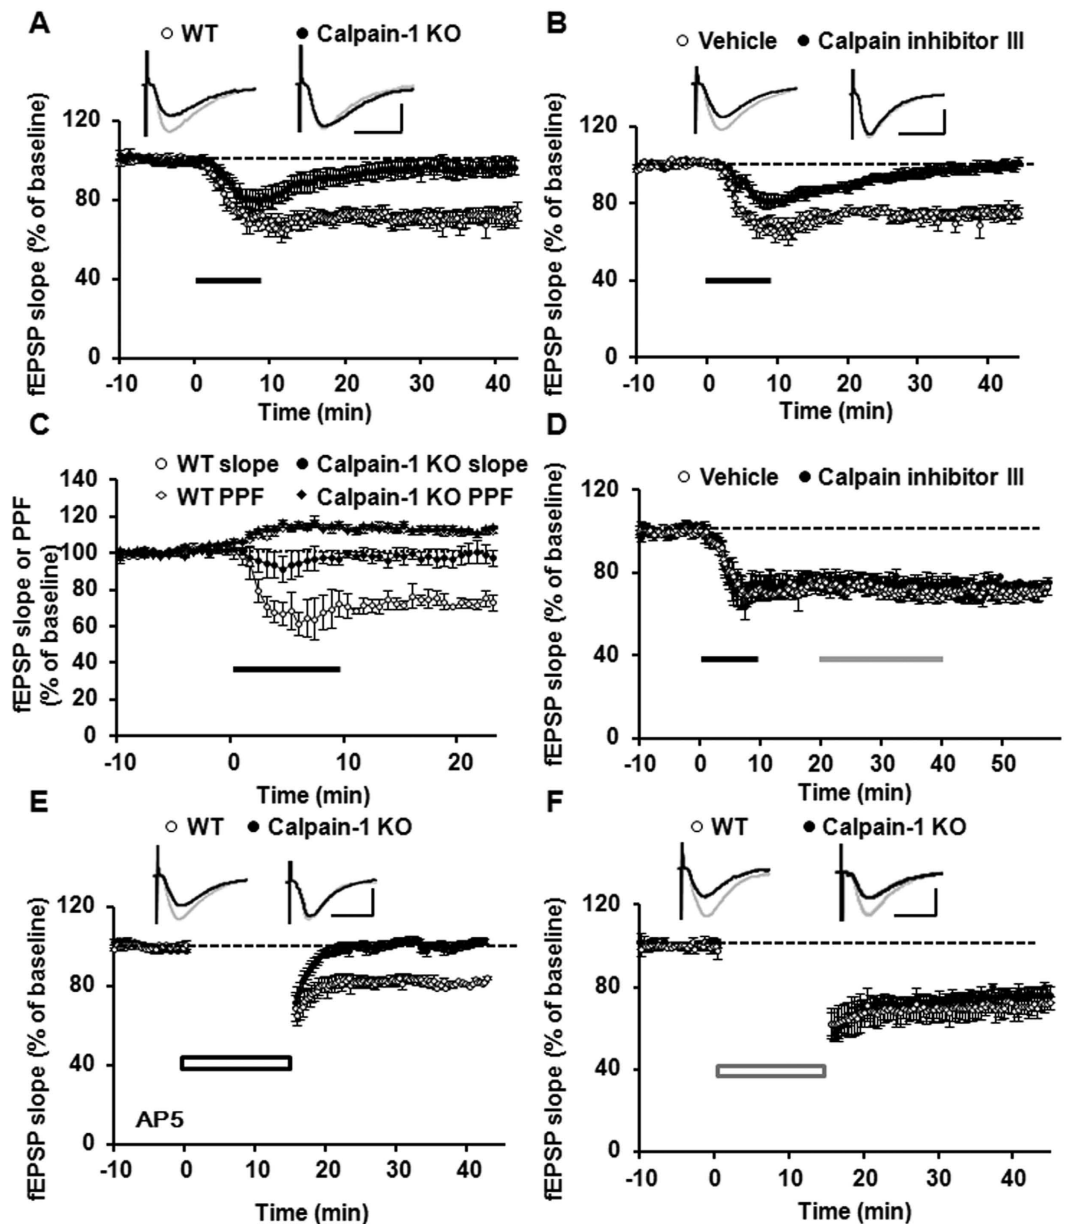 A
WT Calpain-1 KO
fEPSP slope (% of baseline)
120
80
40
0
-10 0 10 20 30 40
Time (min)
B
Vehicle Calpain inhibitor III
fEPSP slope (% of baseline)
120
80
40
0
-10 0 10 20 30 40
Time (min)
C
WT slope Calpain-1 KO slope
WT PPF Calpain-1 KO PPF
fEPSP slope or PPF
(% of baseline)
140
120
100
80
60
40
20
0
-10 0 10 20
Time (min)
D
Vehicle Calpain inhibitor III
fEPSP slope (% of baseline)
120
80
40
0
-10 0 10 20 30 40 50
Time (min)
E
WT Calpain-1 KO
fEPSP slope (% of baseline)
120
80
40
0
AP5
-10 0 10 20 30 40
Time (min)
F
WT Calpain-1 KO
fEPSP slope (% of baseline)
120
80
40
0
-10 0 10 20 30 40
Time (min)